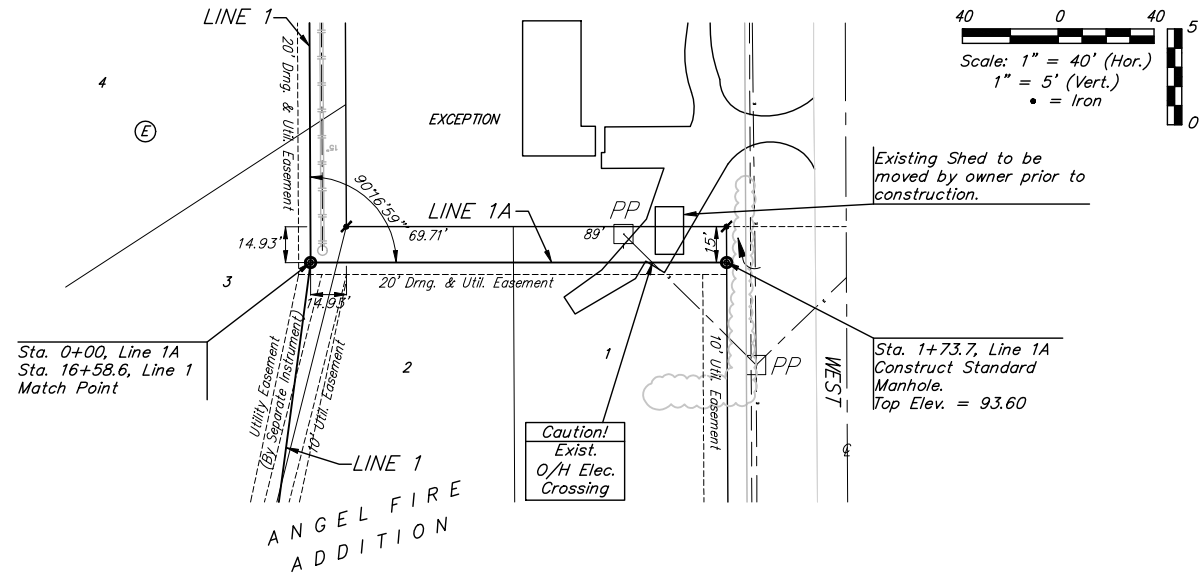 LINE 1
40 0 40
5
0
Scale: 1" = 40' (Hor.)
1" = 5' (Vert.)
• = Iron
4
E
20' Drng. & Util. Easement
15"
EXCEPTION
Existing Shed to be
moved by owner prior to
construction.
90°16'59"
LINE 1A
PP
14.93'
69.71'
89'
15'
3
20' Drng. & Util. Easement
14.95'
Sta. 0+00, Line 1A
Sta. 16+58.6, Line 1
Match Point
Utility Easement
(By Separate Instrument)
10' Util. Easement
2
1
10' Util. Easement
PP
WEST
Sta. 1+73.7, Line 1A
Construct Standard
Manhole.
Top Elev. = 93.60
℄
Caution!
Exist.
O/H Elec.
Crossing
LINE 1
ANGEL FIRE
ADDITION